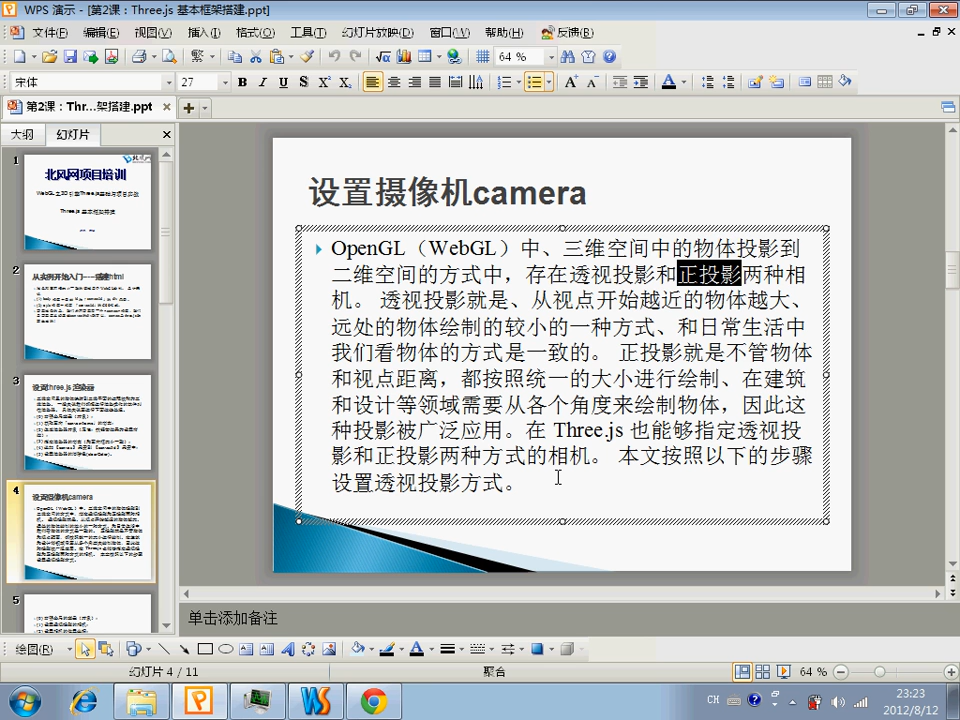 WPS 演示 - [第2课：Three.js 基本框架搭建.ppt]
文件(F) 编辑(E) 视图(V) 插入(I) 格式(O) 工具(T) 幻灯片放映(D) 窗口(W) 帮助(H) 反馈(B)
64 %
宋体 27
第2课：Thr...架搭建.ppt
大纲 幻灯片
1
北风网项目培训
Three.js 基本框架搭建
2
从实例开始入门----搭建html
3
设置three.js 渲染器
4
设置摄像机camera
5
设置摄像机camera
OpenGL（WebGL）中、三维空间中的物体投影到
二维空间的方式中，存在透视投影和正投影两种相
机。 透视投影就是、从视点开始越近的物体越大、
远处的物体绘制的较小的一种方式、和日常生活中
我们看物体的方式是一致的。 正投影就是不管物体
和视点距离，都按照统一的大小进行绘制、在建筑
和设计等领域需要从各个角度来绘制物体，因此这
种投影被广泛应用。在 Three.js 也能够指定透视投
影和正投影两种方式的相机。 本文按照以下的步骤
设置透视投影方式。
单击添加备注
绘图(R)
幻灯片 4 / 11 聚合 64 %
CH 23:23
2012/8/12